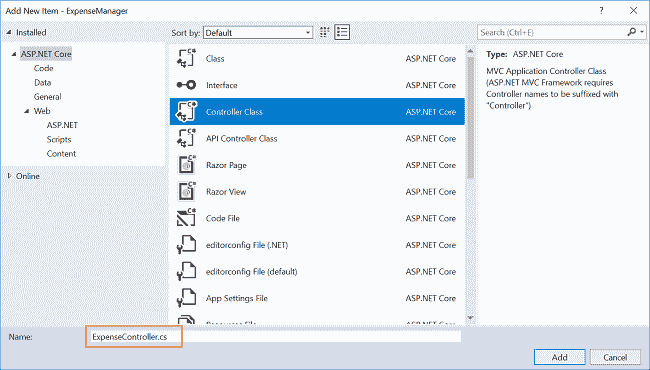 Add New Item - ExpenseManager
Installed
Sort by: Default
Search (Ctrl+E)
ASP.NET Core
Code
Data
General
Web
ASP.NET
Scripts
Content
Online
Class ASP.NET Core
Interface ASP.NET Core
Controller Class ASP.NET Core
API Controller Class ASP.NET Core
Razor Page ASP.NET Core
Razor View ASP.NET Core
Code File ASP.NET Core
editorconfig File (.NET) ASP.NET Core
editorconfig File (default) ASP.NET Core
App Settings File ASP.NET Core
Resources File ASP.NET Core
Type: ASP.NET Core
MVC Application Controller Class
(ASP.NET MVC Framework requires
Controller names to be suffixed with
"Controller")
Name: ExpenseController.cs
Add Cancel